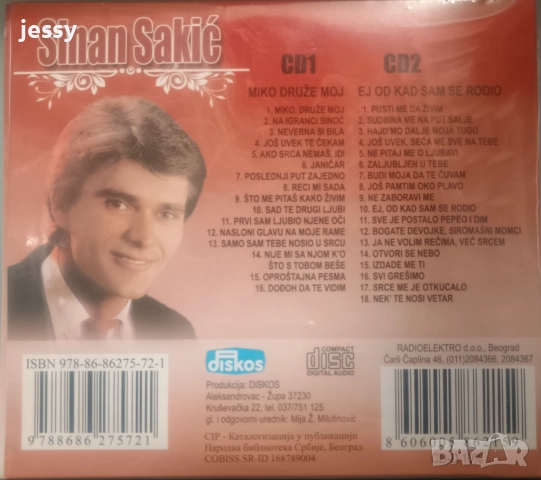 jessy
Sinan Sakić
CD1
MIKO DRUŽE MOJ
1. MIKO, DRUŽE MOJ
2. NA IGRANCI SINOĆ
3. NEVERNA SI BILA
4. JOŠ UVEK TE ČEKAM
5. AKO SRCA NEMAŠ, IDI
6. JANIČAR
7. POSLEDNJI PUT ZAJEDNO
8. RECI MI SADA
9. ŠTO ME PITAŠ KAKO ŽIVIM
10. SAD TE DRUGI LJUBI
11. PRVI SAM LJUBIO NJENE OČI
12. NASLONI GLAVU NA MOJE RAME
13. SAMO SAM TEBE NOSIO U SRCU
14. NIJE MI SA NJOM K'O
ŠTO S TOBOM BEŠE
15. OPROŠTAJNA PESMA
16. DOĐOH DA TE VIDIM
CD2
EJ OD KAD SAM SE RODIO
1. PUSTI ME DA ŽIVIM
2. SUDBINA ME NA PUT ŠALJE
3. HAJD'MO DALJE MOJA TUGO
4. JOŠ UVEK, SEĆA ME SVE NA TEBE
5. NE PITAJ ME O LJUBAVI
6. ZALJUBLJEN U TEBE
7. BUDI MOJA DA TE ČUVAM
8. JOŠ PAMTIM OKO PLAVO
9. NE ZABORAVI ME
10. EJ, OD KAD SAM SE RODIO
11. SVE JE POSTALO PEPEO I DIM
12. BOGATE DEVOJKE, SIROMAŠNI MOMCI
13. JA NE VOLIM REČIMA, VEĆ SRCEM
14. OTVORI SE NEBO
15. IZDADE ME TI
16. SVI GREŠIMO
17. SRCE ME JE OTKUCALO
18. NEK' TE NOSI VETAR
ISBN 978-86-86275-72-1
9788686275721
diskos
Produkcija: DISKOS
Aleksandrovac - Župa 37230
Kruševačka 22, tel. 037/751 125
gl. i odgovorni urednik: Mija Ž. Milutinović
CIP - Каталогизација у публикацији
Народна библиотека Србије, Београд
COBISS.SR-ID 168789004
COMPACT
disc
DIGITAL AUDIO
RADIOELEKTRO d.o.o., Beograd
Cara Čaplina 46, (011)2084366, 2084367
BAZAR